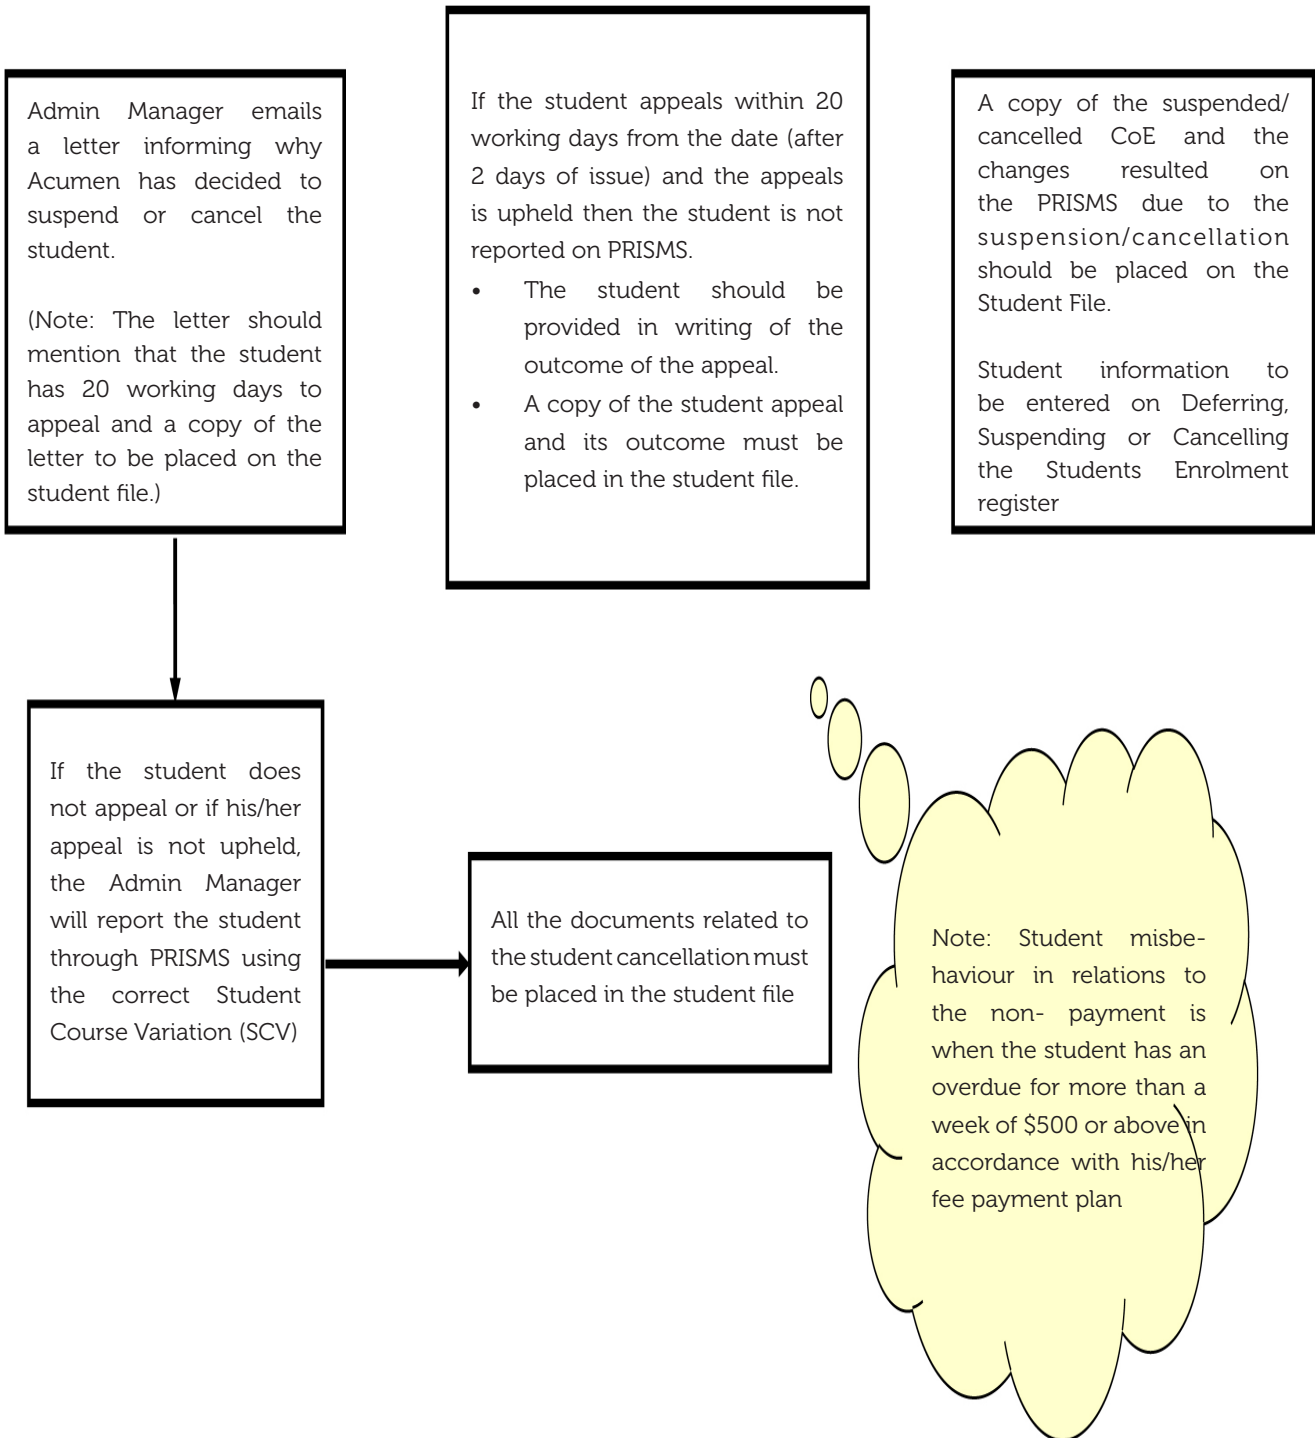 Admin Manager emails
a letter informing why
Acumen has decided to
suspend or cancel the
student.
(Note: The letter should
mention that the student
has 20 working days to
appeal and a copy of the
letter to be placed on the
student file.)
If the student appeals within 20
working days from the date (after
2 days of issue) and the appeals
is upheld then the student is not
reported on PRISMS.
• The student should be
provided in writing of the
outcome of the appeal.
• A copy of the student appeal
and its outcome must be
placed in the student file.
A copy of the suspended/
cancelled CoE and the
changes resulted on
the PRISMS due to the
suspension/cancellation
should be placed on the
Student File.
Student information to
be entered on Deferring,
Suspending or Cancelling
the Students Enrolment
register
If the student does
not appeal or if his/her
appeal is not upheld,
the Admin Manager
will report the student
through PRISMS using
the correct Student
Course Variation (SCV)
All the documents related to
the student cancellation must
be placed in the student file
Note: Student misbe-
haviour in relations to
the non- payment is
when the student has an
overdue for more than a
week of $500 or above in
accordance with his/her
fee payment plan